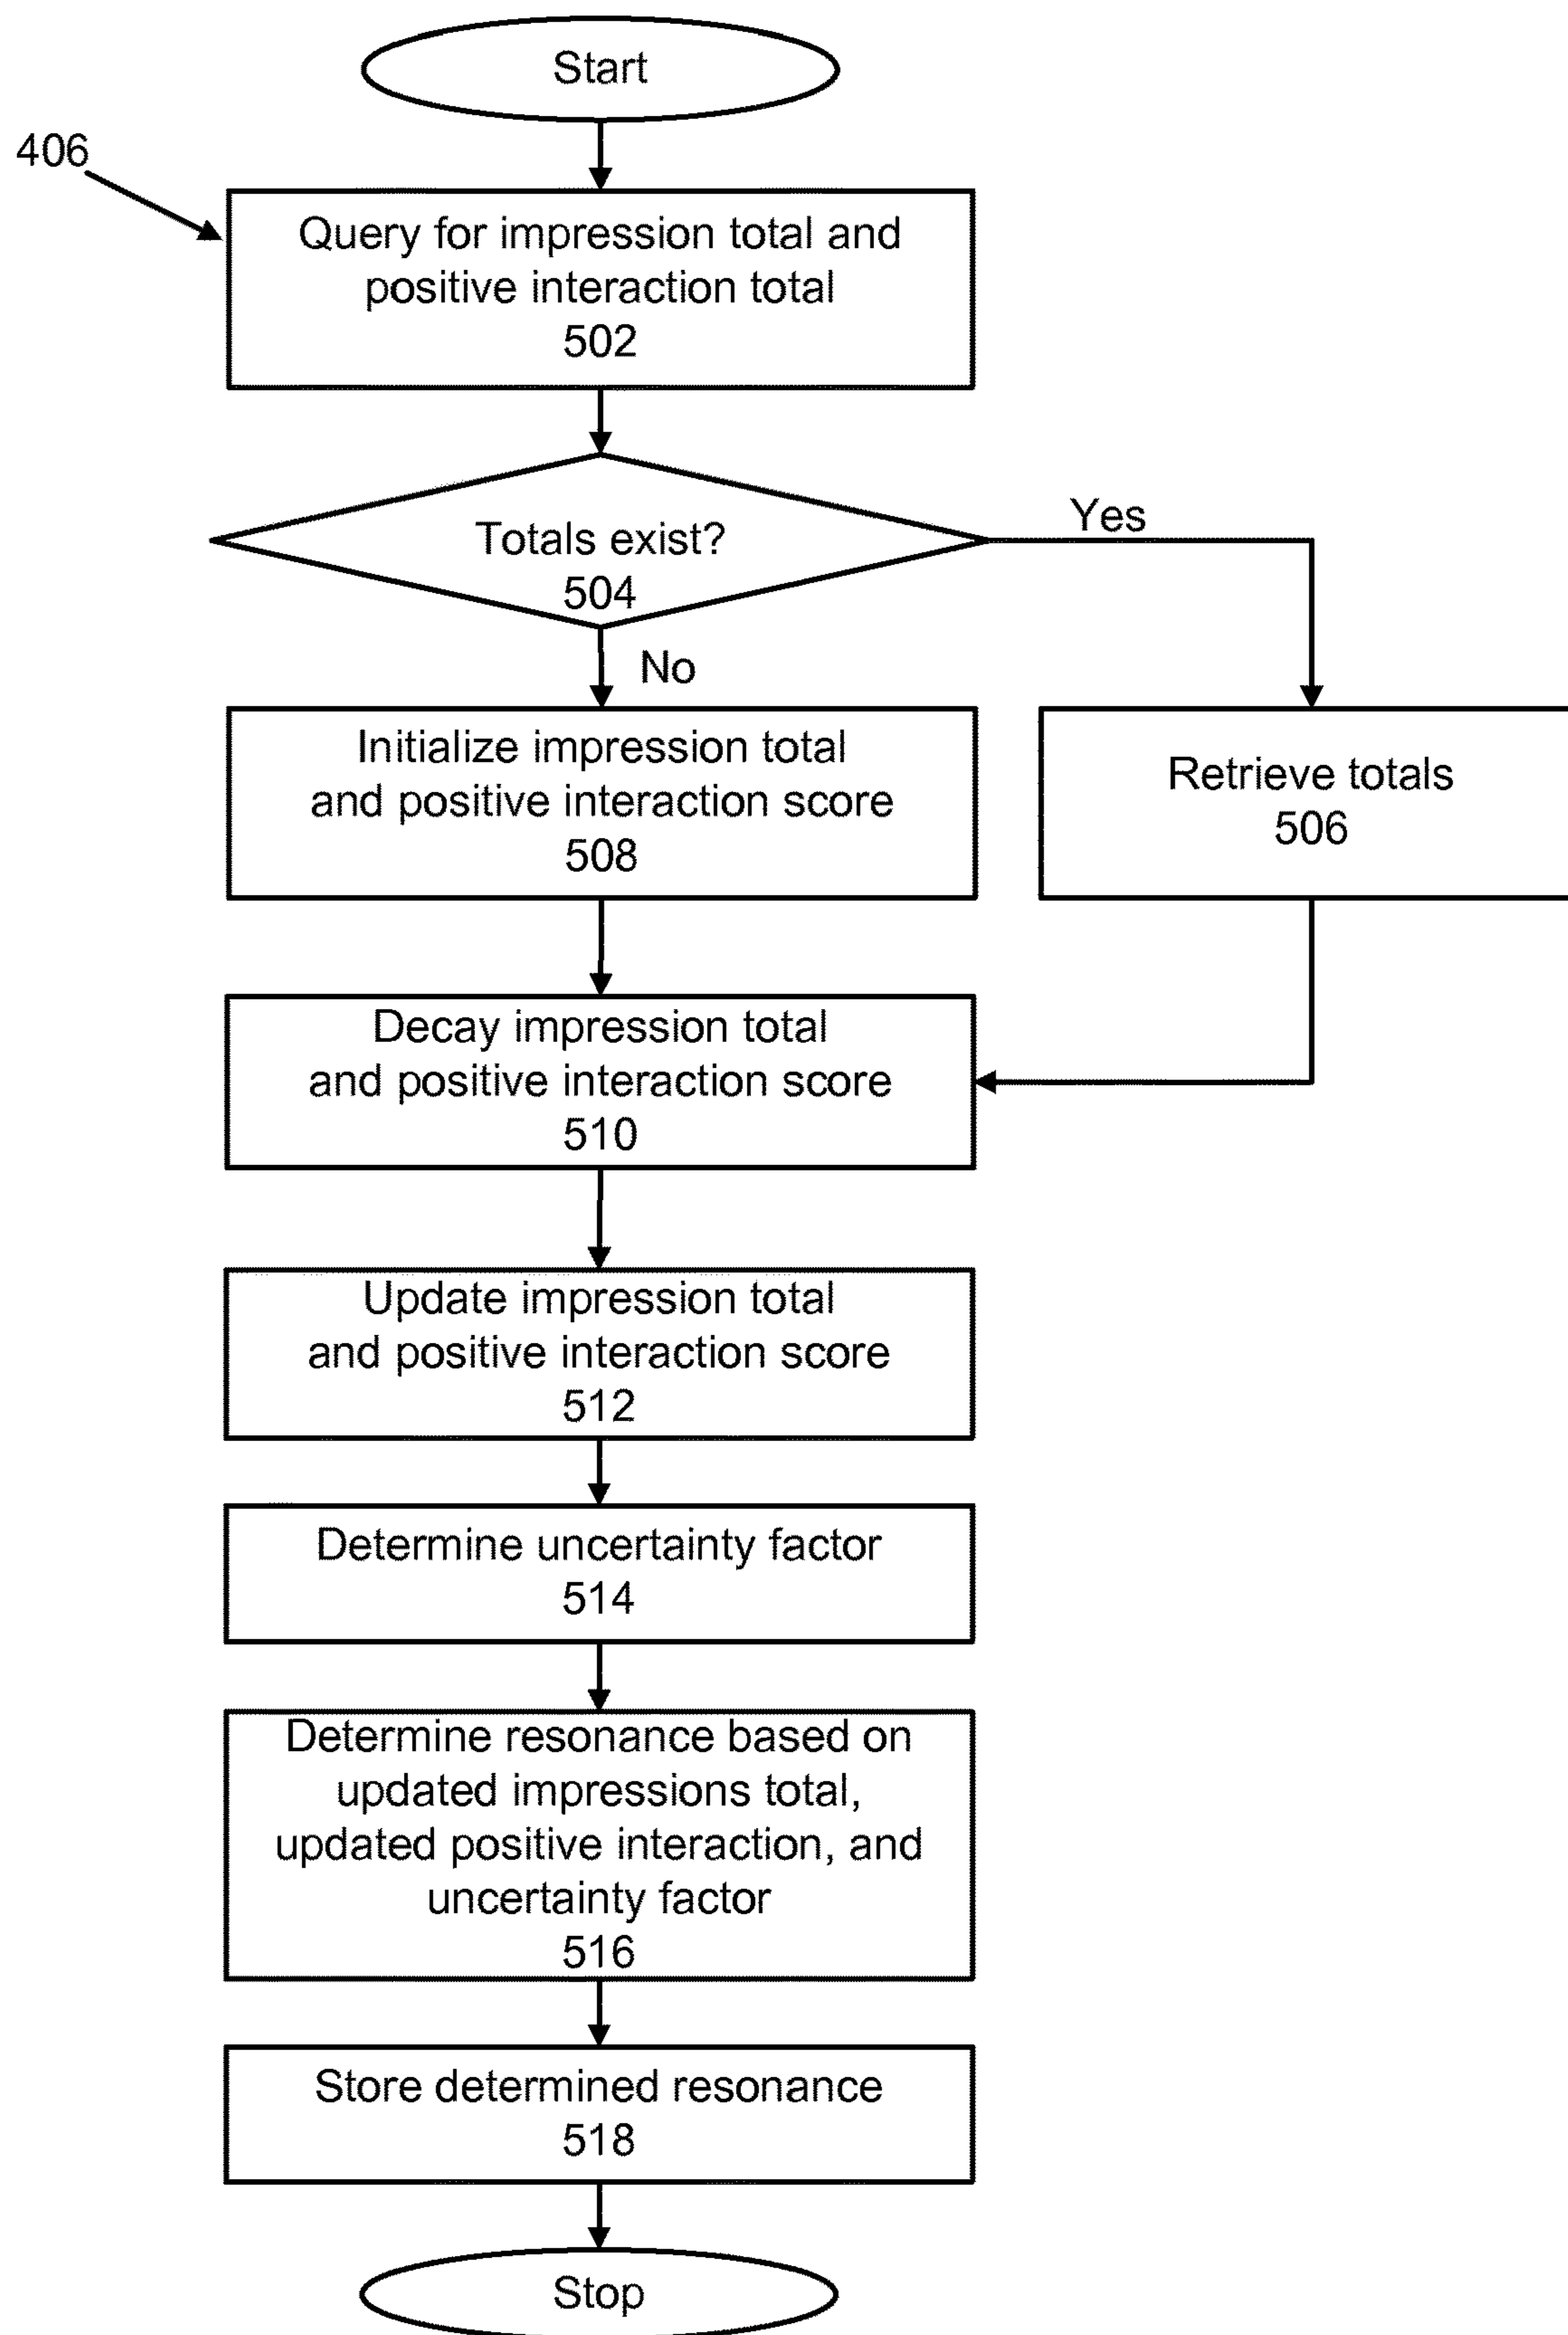 Start
406
Query for impression total and
positive interaction total
502
Totals exist?
504
Yes
No
Initialize impression total
and positive interaction score
508
Retrieve totals
506
Decay impression total
and positive interaction score
510
Update impression total
and positive interaction score
512
Determine uncertainty factor
514
Determine resonance based on
updated impressions total,
updated positive interaction, and
uncertainty factor
516
Store determined resonance
518
Stop